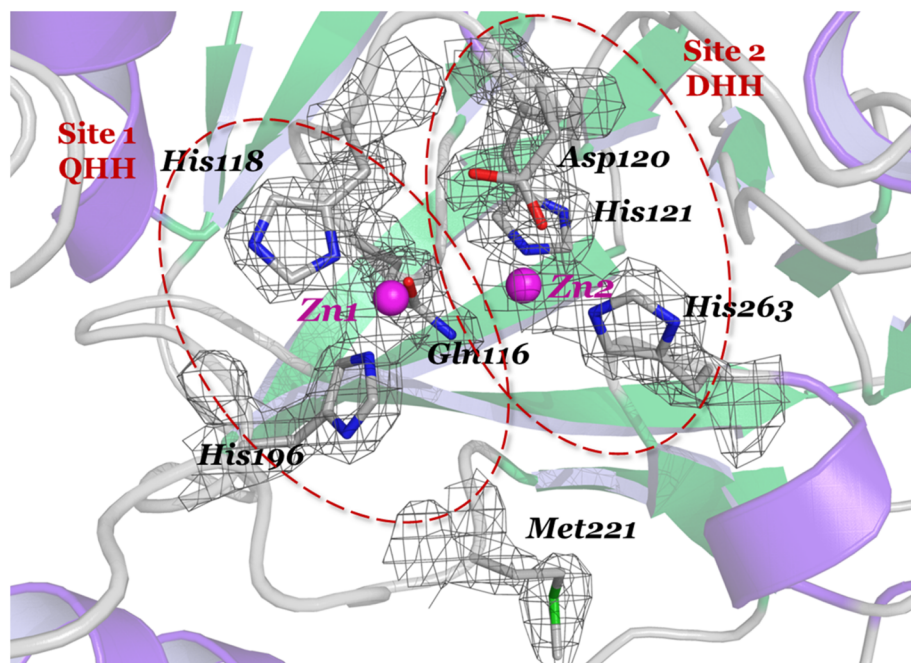 Site 1
QHH
His118
Site 2
DHH
Asp120
His121
Zn1
Zn2
His263
Gln116
His196
Met221